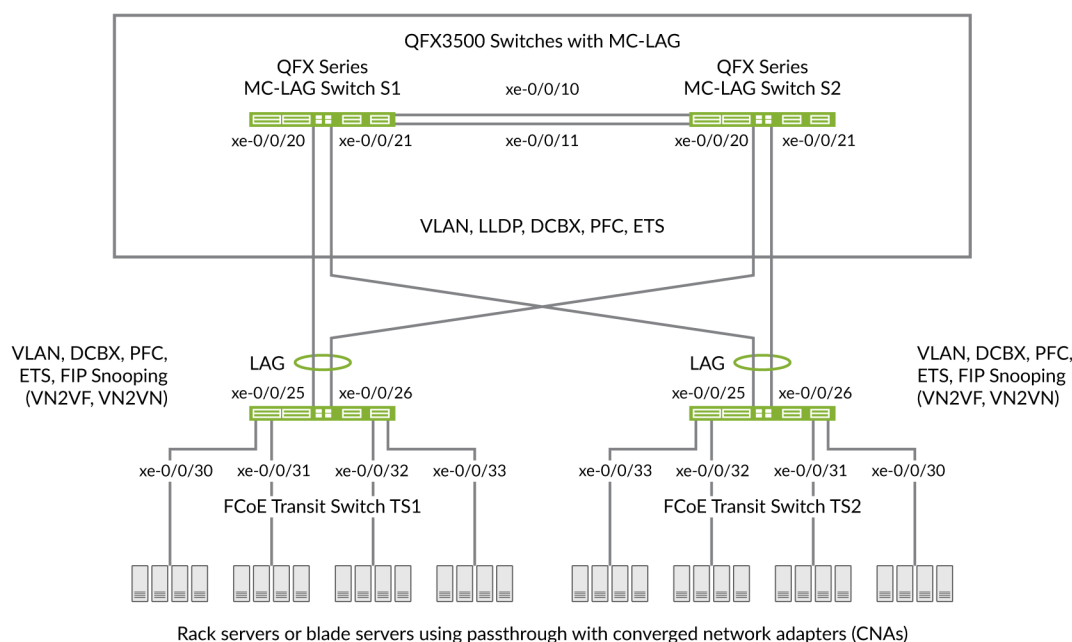 QFX3500 Switches with MC-LAG
QFX Series
MC-LAG Switch S1
QFX Series
MC-LAG Switch S2
xe-0/0/10
xe-0/0/20
xe-0/0/21
xe-0/0/11
xe-0/0/20
xe-0/0/21
VLAN, LLDP, DCBX, PFC, ETS
VLAN, DCBX, PFC,
ETS, FIP Snooping
(VN2VF, VN2VN)
LAG
LAG
VLAN, DCBX, PFC,
ETS, FIP Snooping
(VN2VF, VN2VN)
xe-0/0/25
xe-0/0/26
xe-0/0/25
xe-0/0/26
xe-0/0/30
xe-0/0/31
xe-0/0/32
xe-0/0/33
xe-0/0/33
xe-0/0/32
xe-0/0/31
xe-0/0/30
FCoE Transit Switch TS1
FCoE Transit Switch TS2
Rack servers or blade servers using passthrough with converged network adapters (CNAs)